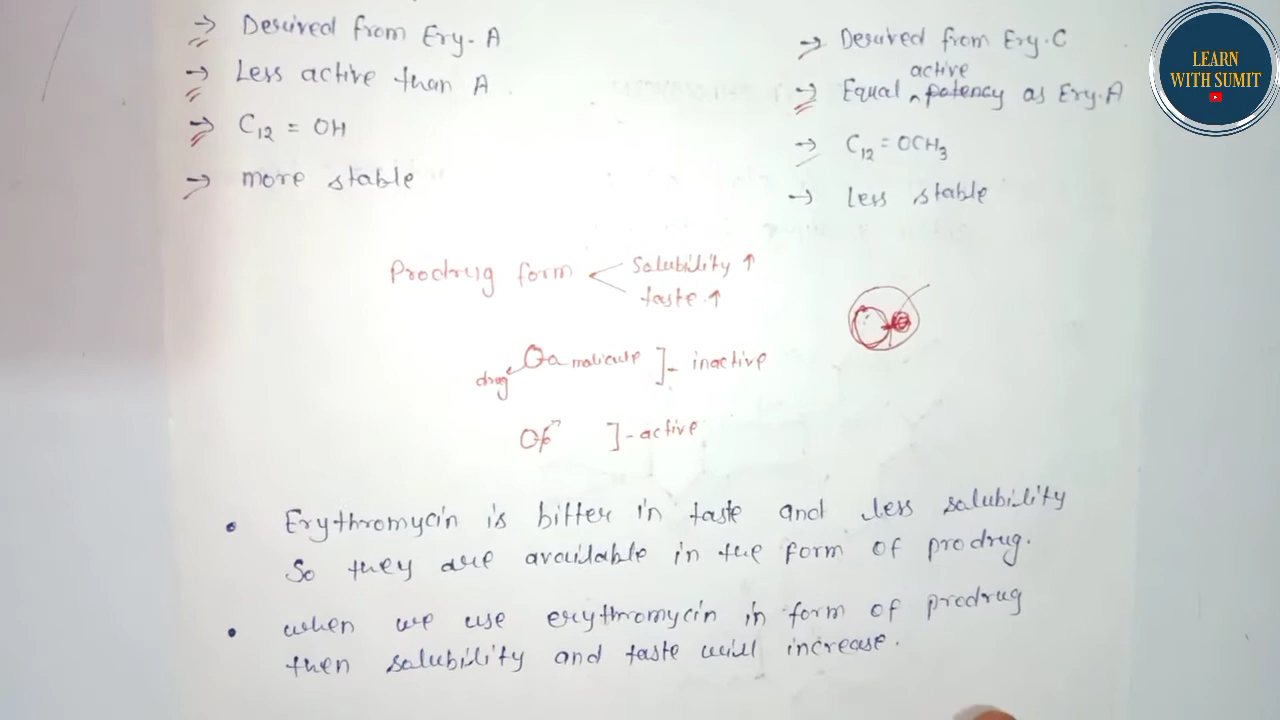 → Derived from Ery-A
→ Less active than A
→ C12 = OH
→ more stable
→ Derived from Ery.C
active
→ Equal ^ potency as Ery.A
→ C12 = OCH3
→ Less stable
LEARN
WITH SUMIT
Prodrug form
Solubility ↑
taste ↑
drug molicule ]- inactive
]- active
• Erythromycin is bitter in taste and less solubility
So they are available in the form of prodrug.
• when we use erythromycin in form of prodrug
then solubility and taste will increase.